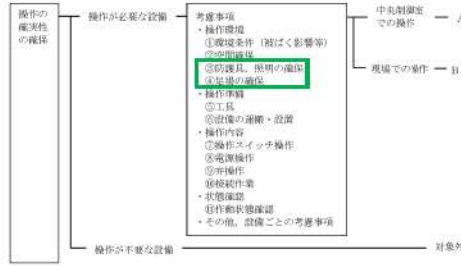 操作の
確実性
の確保
操作が必要な設備
考慮事項
・操作環境
①環境条件（被ばく影響等）
②空間確保
③防護具、照明の確保
④足場の確保
・操作準備
⑤工具
⑥設備の運搬・設置
・操作内容
⑦操作スイッチ操作
⑧電源操作
⑨弁操作
⑩接続作業
・状態確認
⑪作動状態確認
・その他、設備ごとの考慮事項
中央制御室
での操作
A
現場での操作
B
操作が不要な設備
対象外